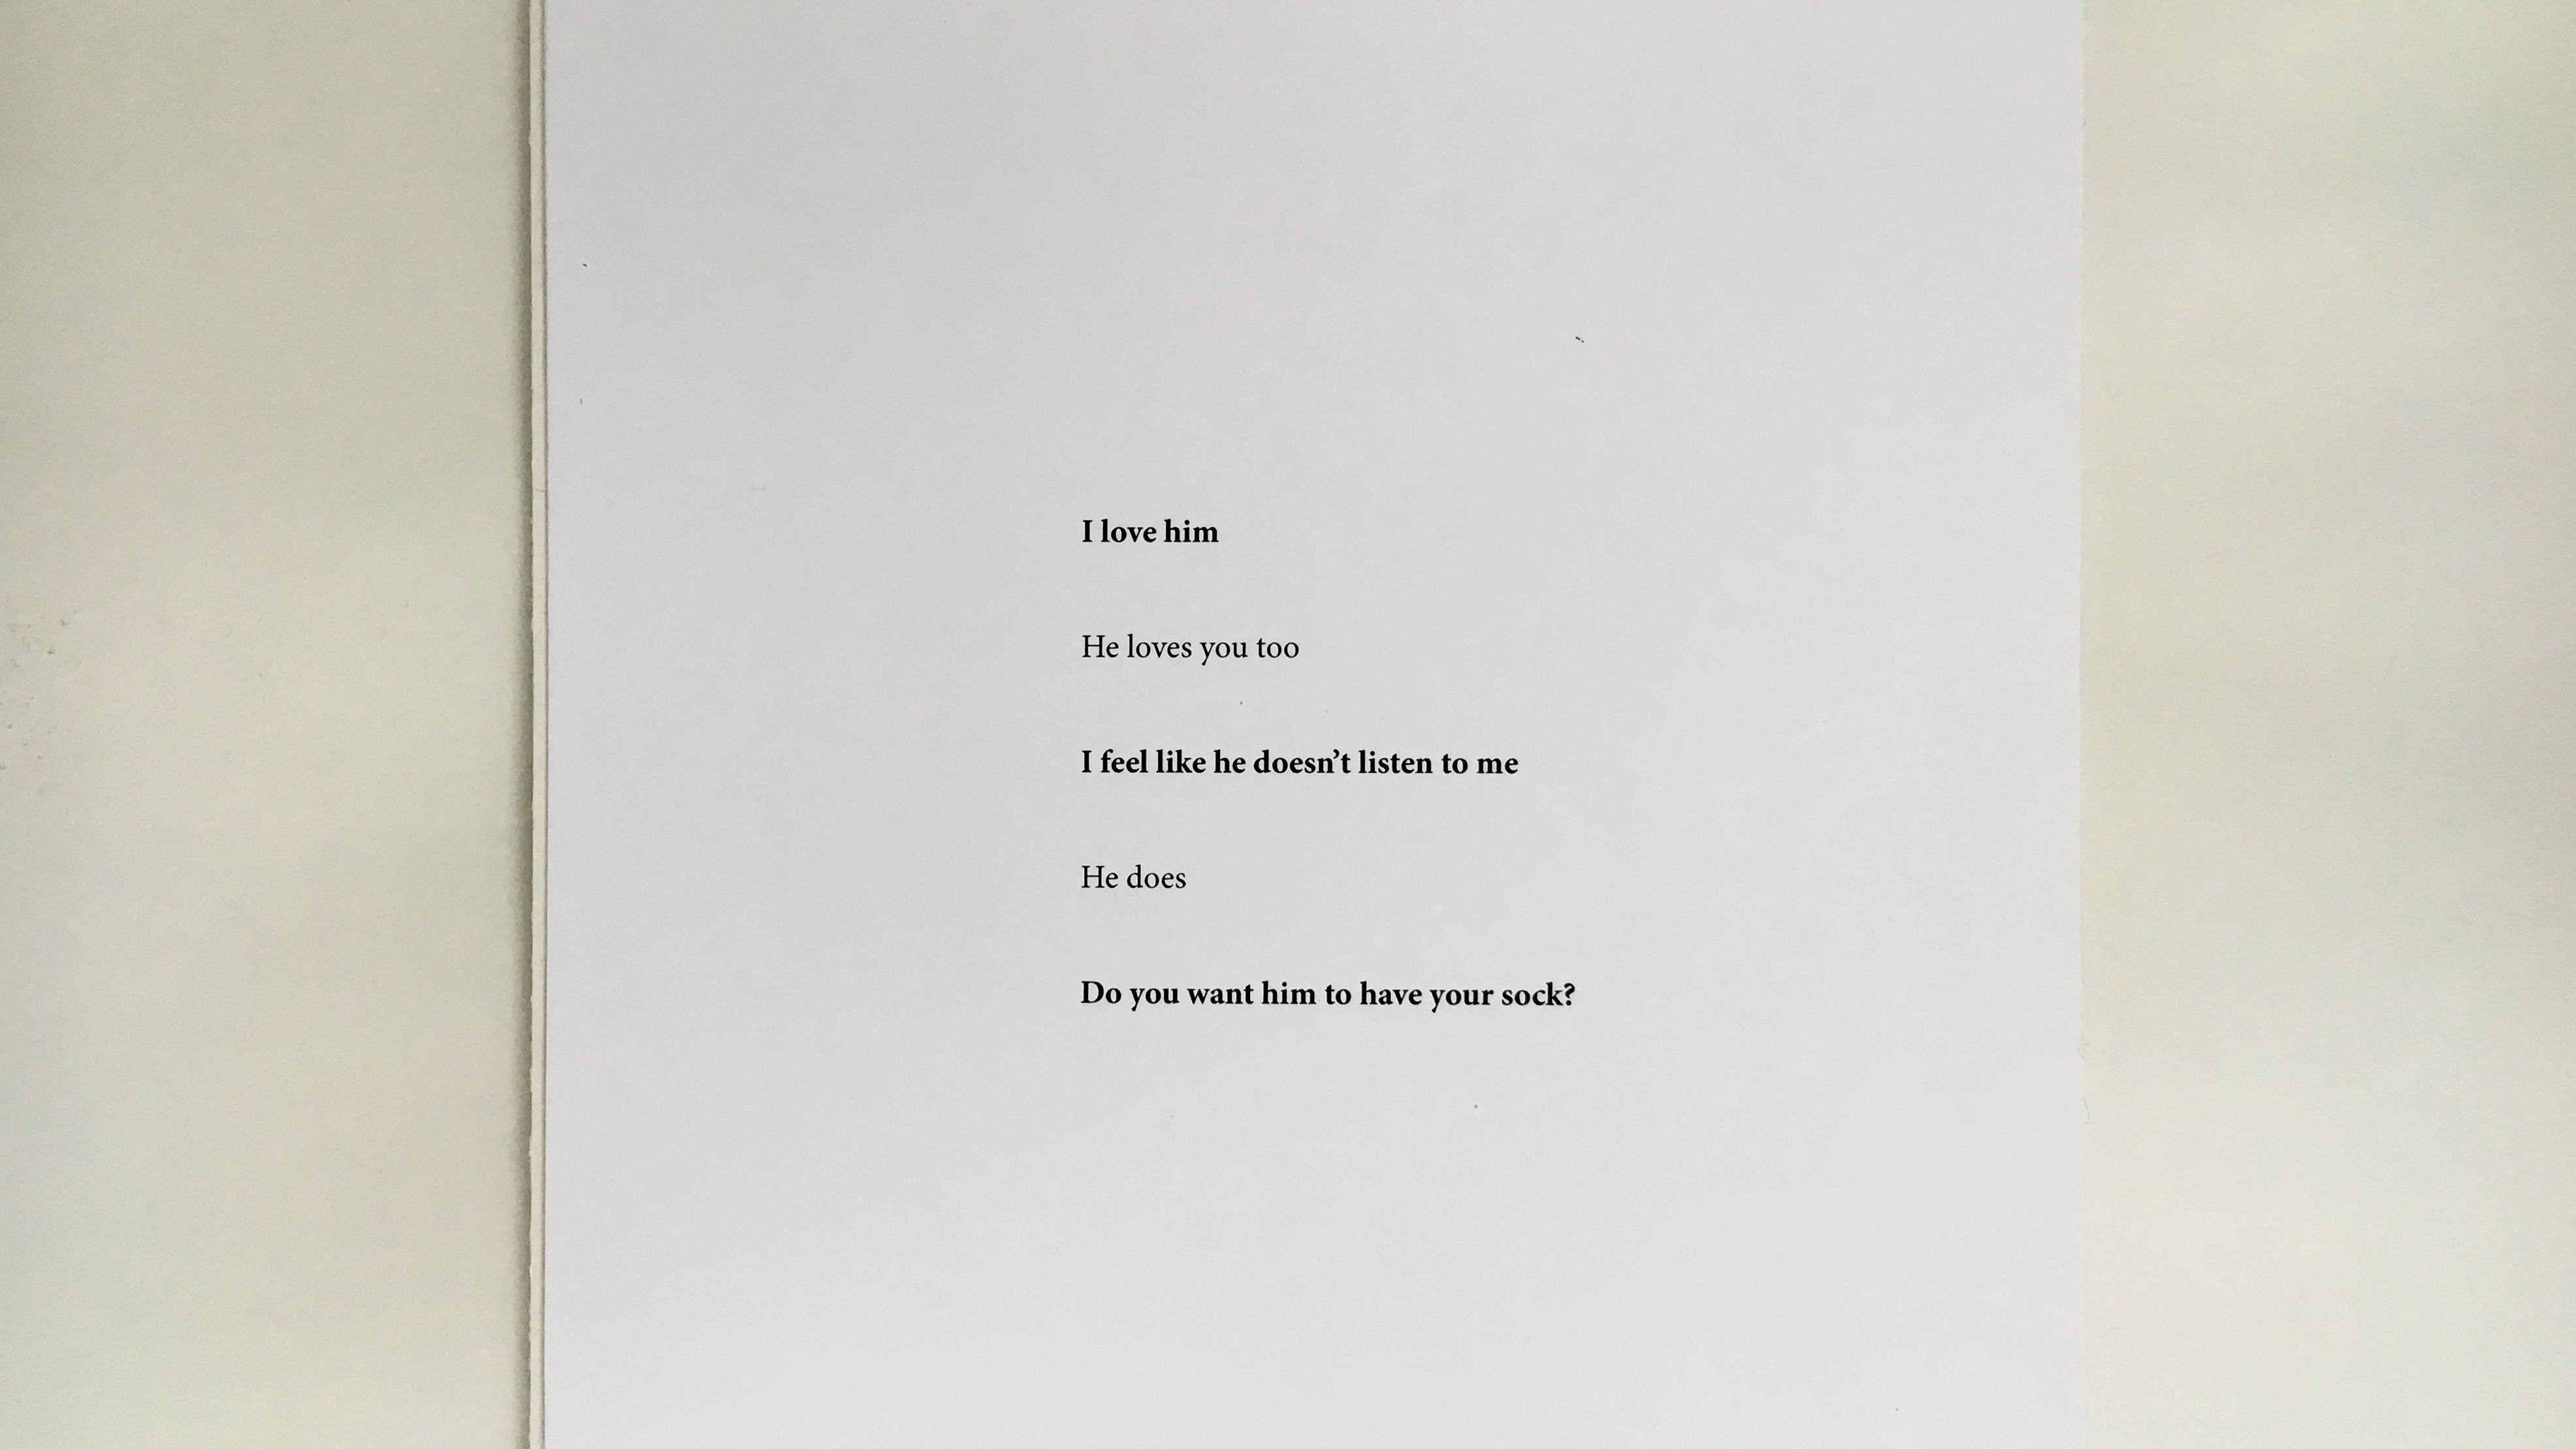 I love him
He loves you too
I feel like he doesn’t listen to me
He does
Do you want him to have your sock?